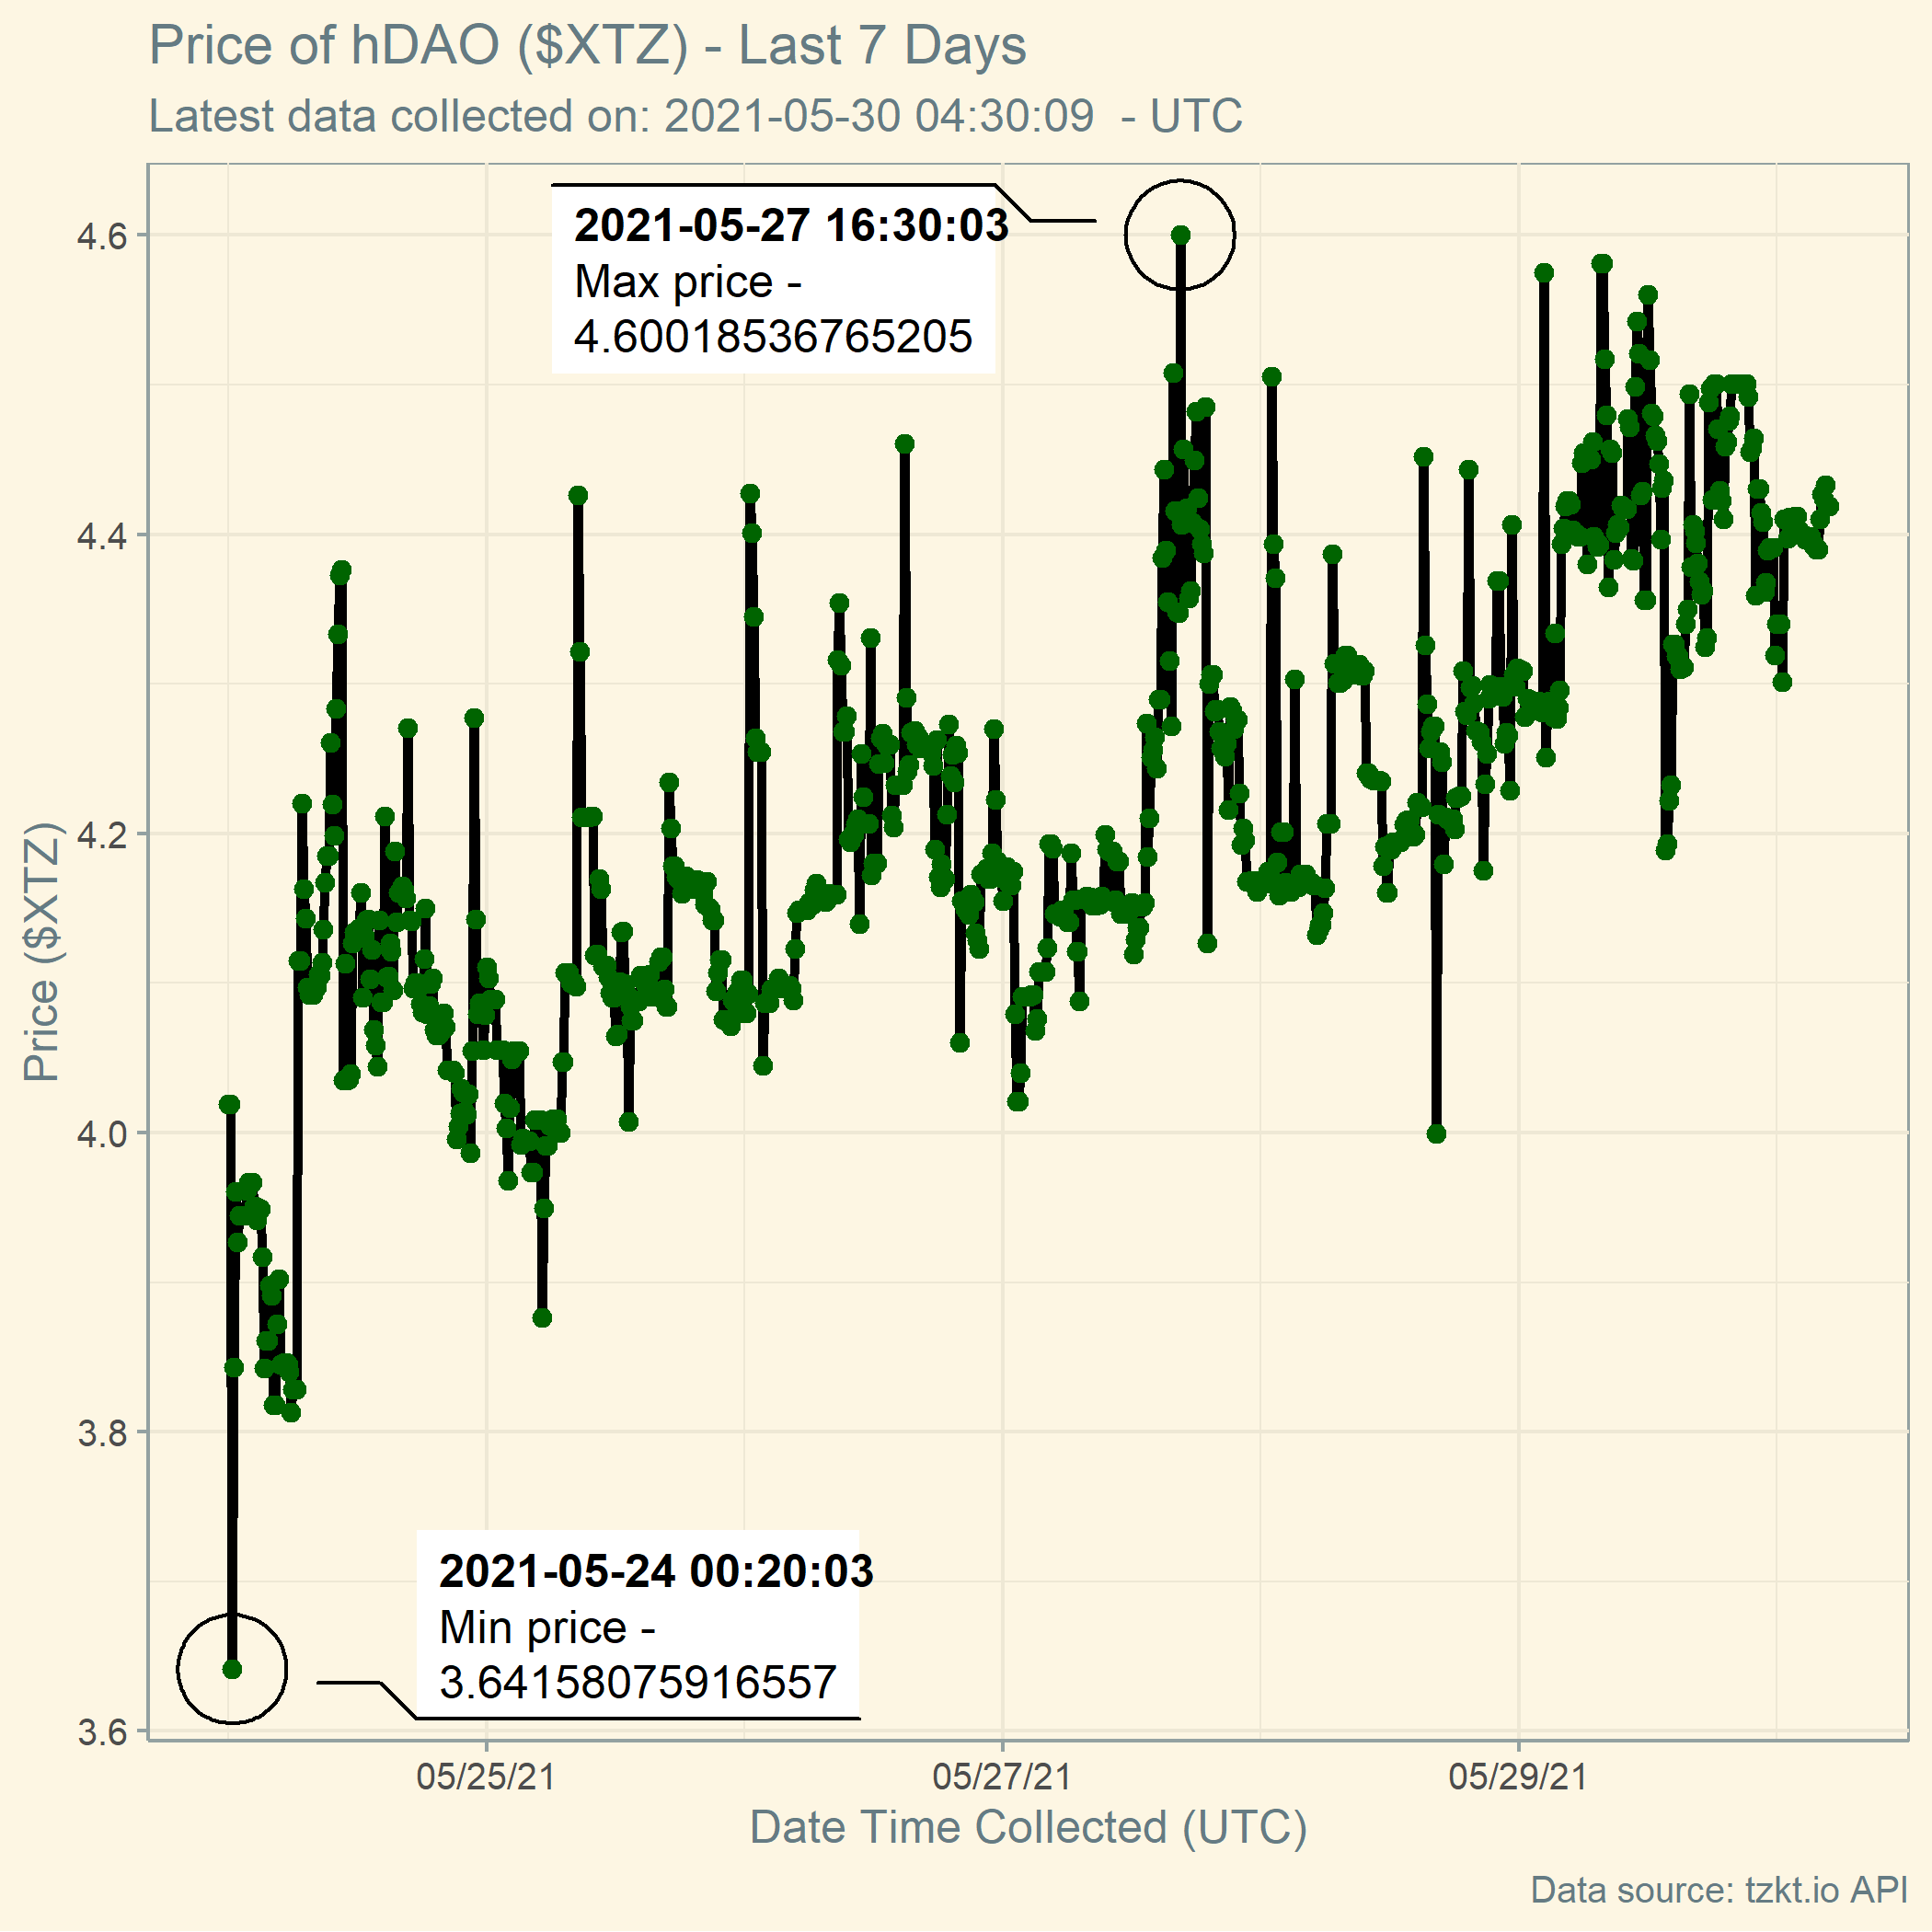 Price of hDAO ($XTZ) - Last 7 Days
Latest data collected on: 2021-05-30 04:30:09  - UTC
2021-05-27 16:30:03
Max price -
4.60018536765205
4.6
4.4
4.2
4.0
3.8
3.6
Price ($XTZ)
2021-05-24 00:20:03
Min price -
3.64158075916557
05/25/21
05/27/21
05/29/21
Date Time Collected (UTC)
Data source: tzkt.io API